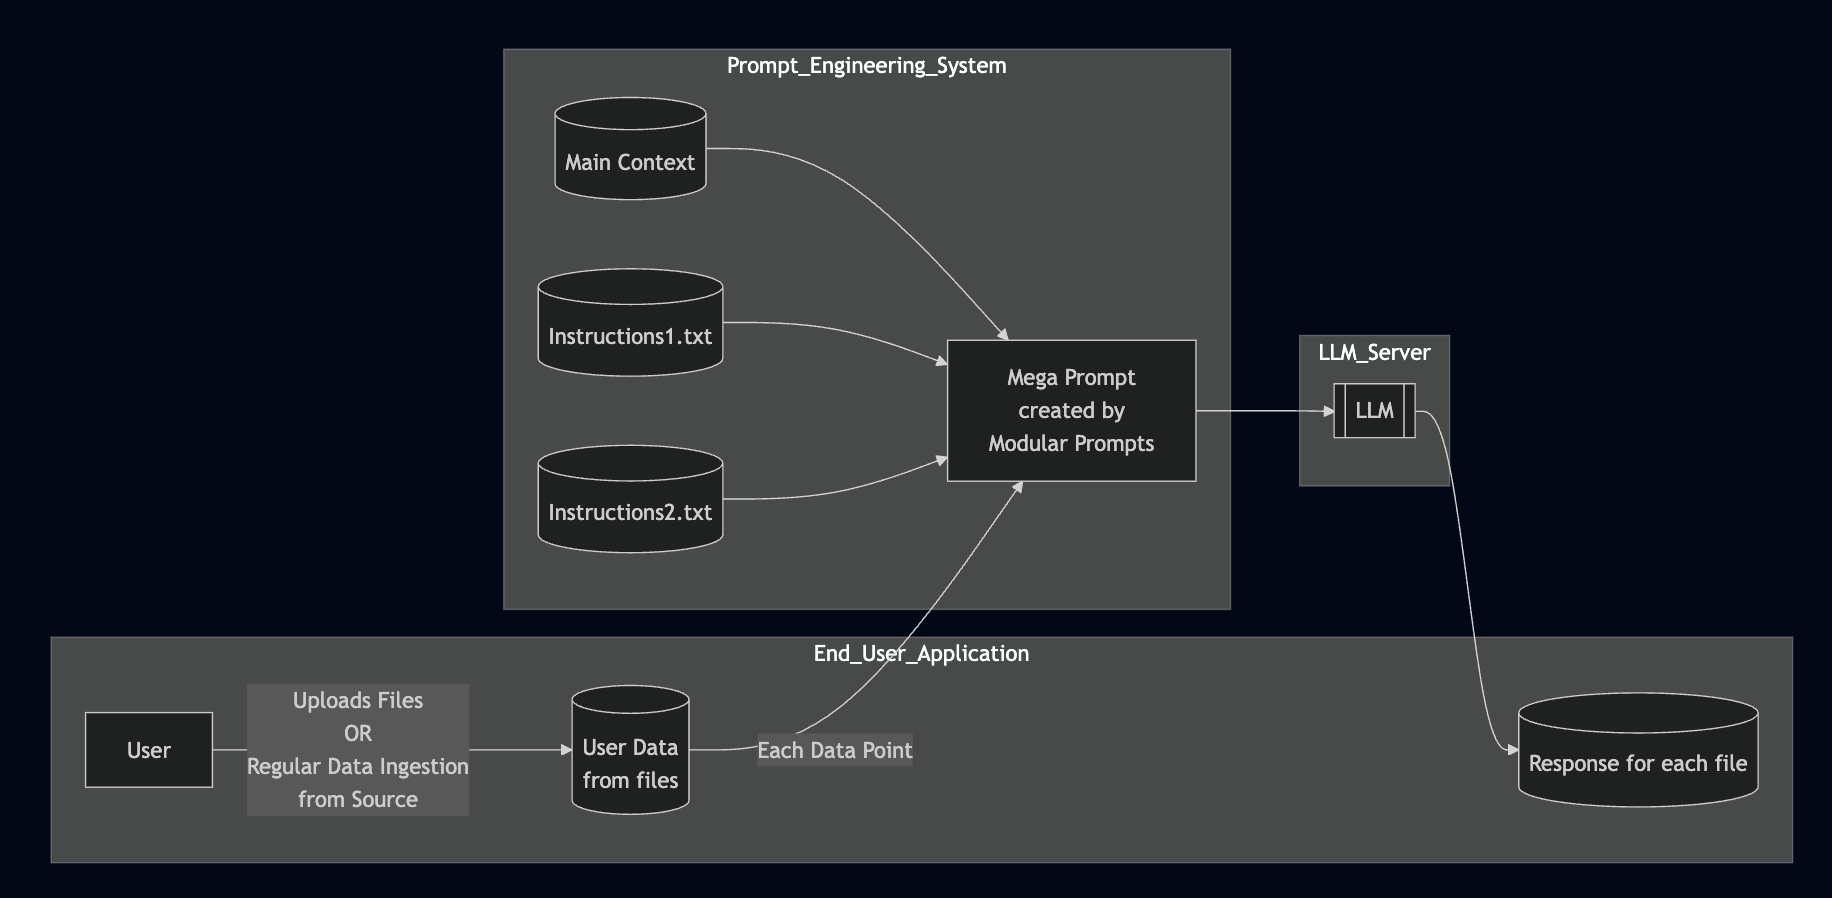 Prompt_Engineering_System
Main Context
Instructions1.txt
Instructions2.txt
Mega Prompt
created by
Modular Prompts
LLM_Server
LLM
End_User_Application
User
Uploads Files
OR
Regular Data Ingestion
from Source
User Data
from files
Each Data Point
Response for each file